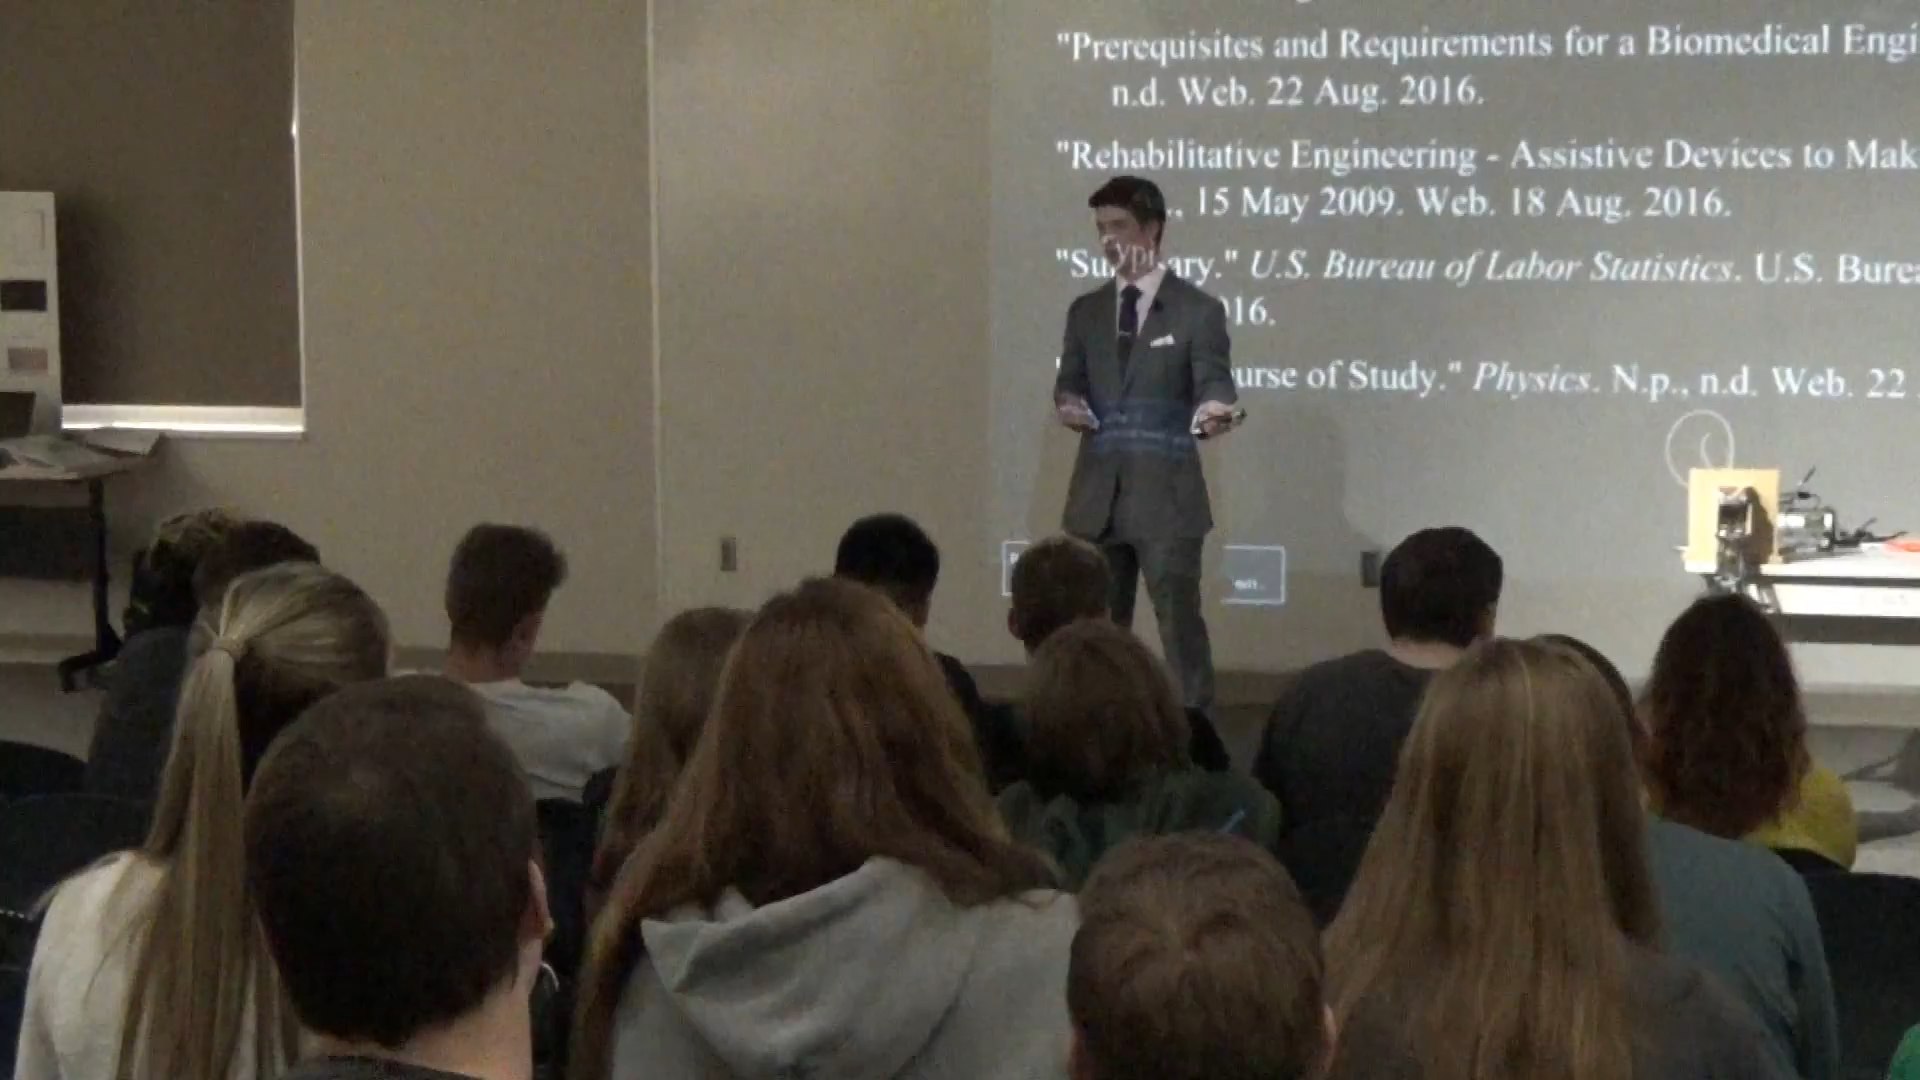 "Prerequisites and Requirements for a Biomedical Engi
n.d. Web. 22 Aug. 2016.
"Rehabilitative Engineering - Assistive Devices to Mak
., 15 May 2009. Web. 18 Aug. 2016.
"Su ary." U.S. Bureau of Labor Statistics. U.S. Burea
016.
urse of Study." Physics. N.p., n.d. Web. 22